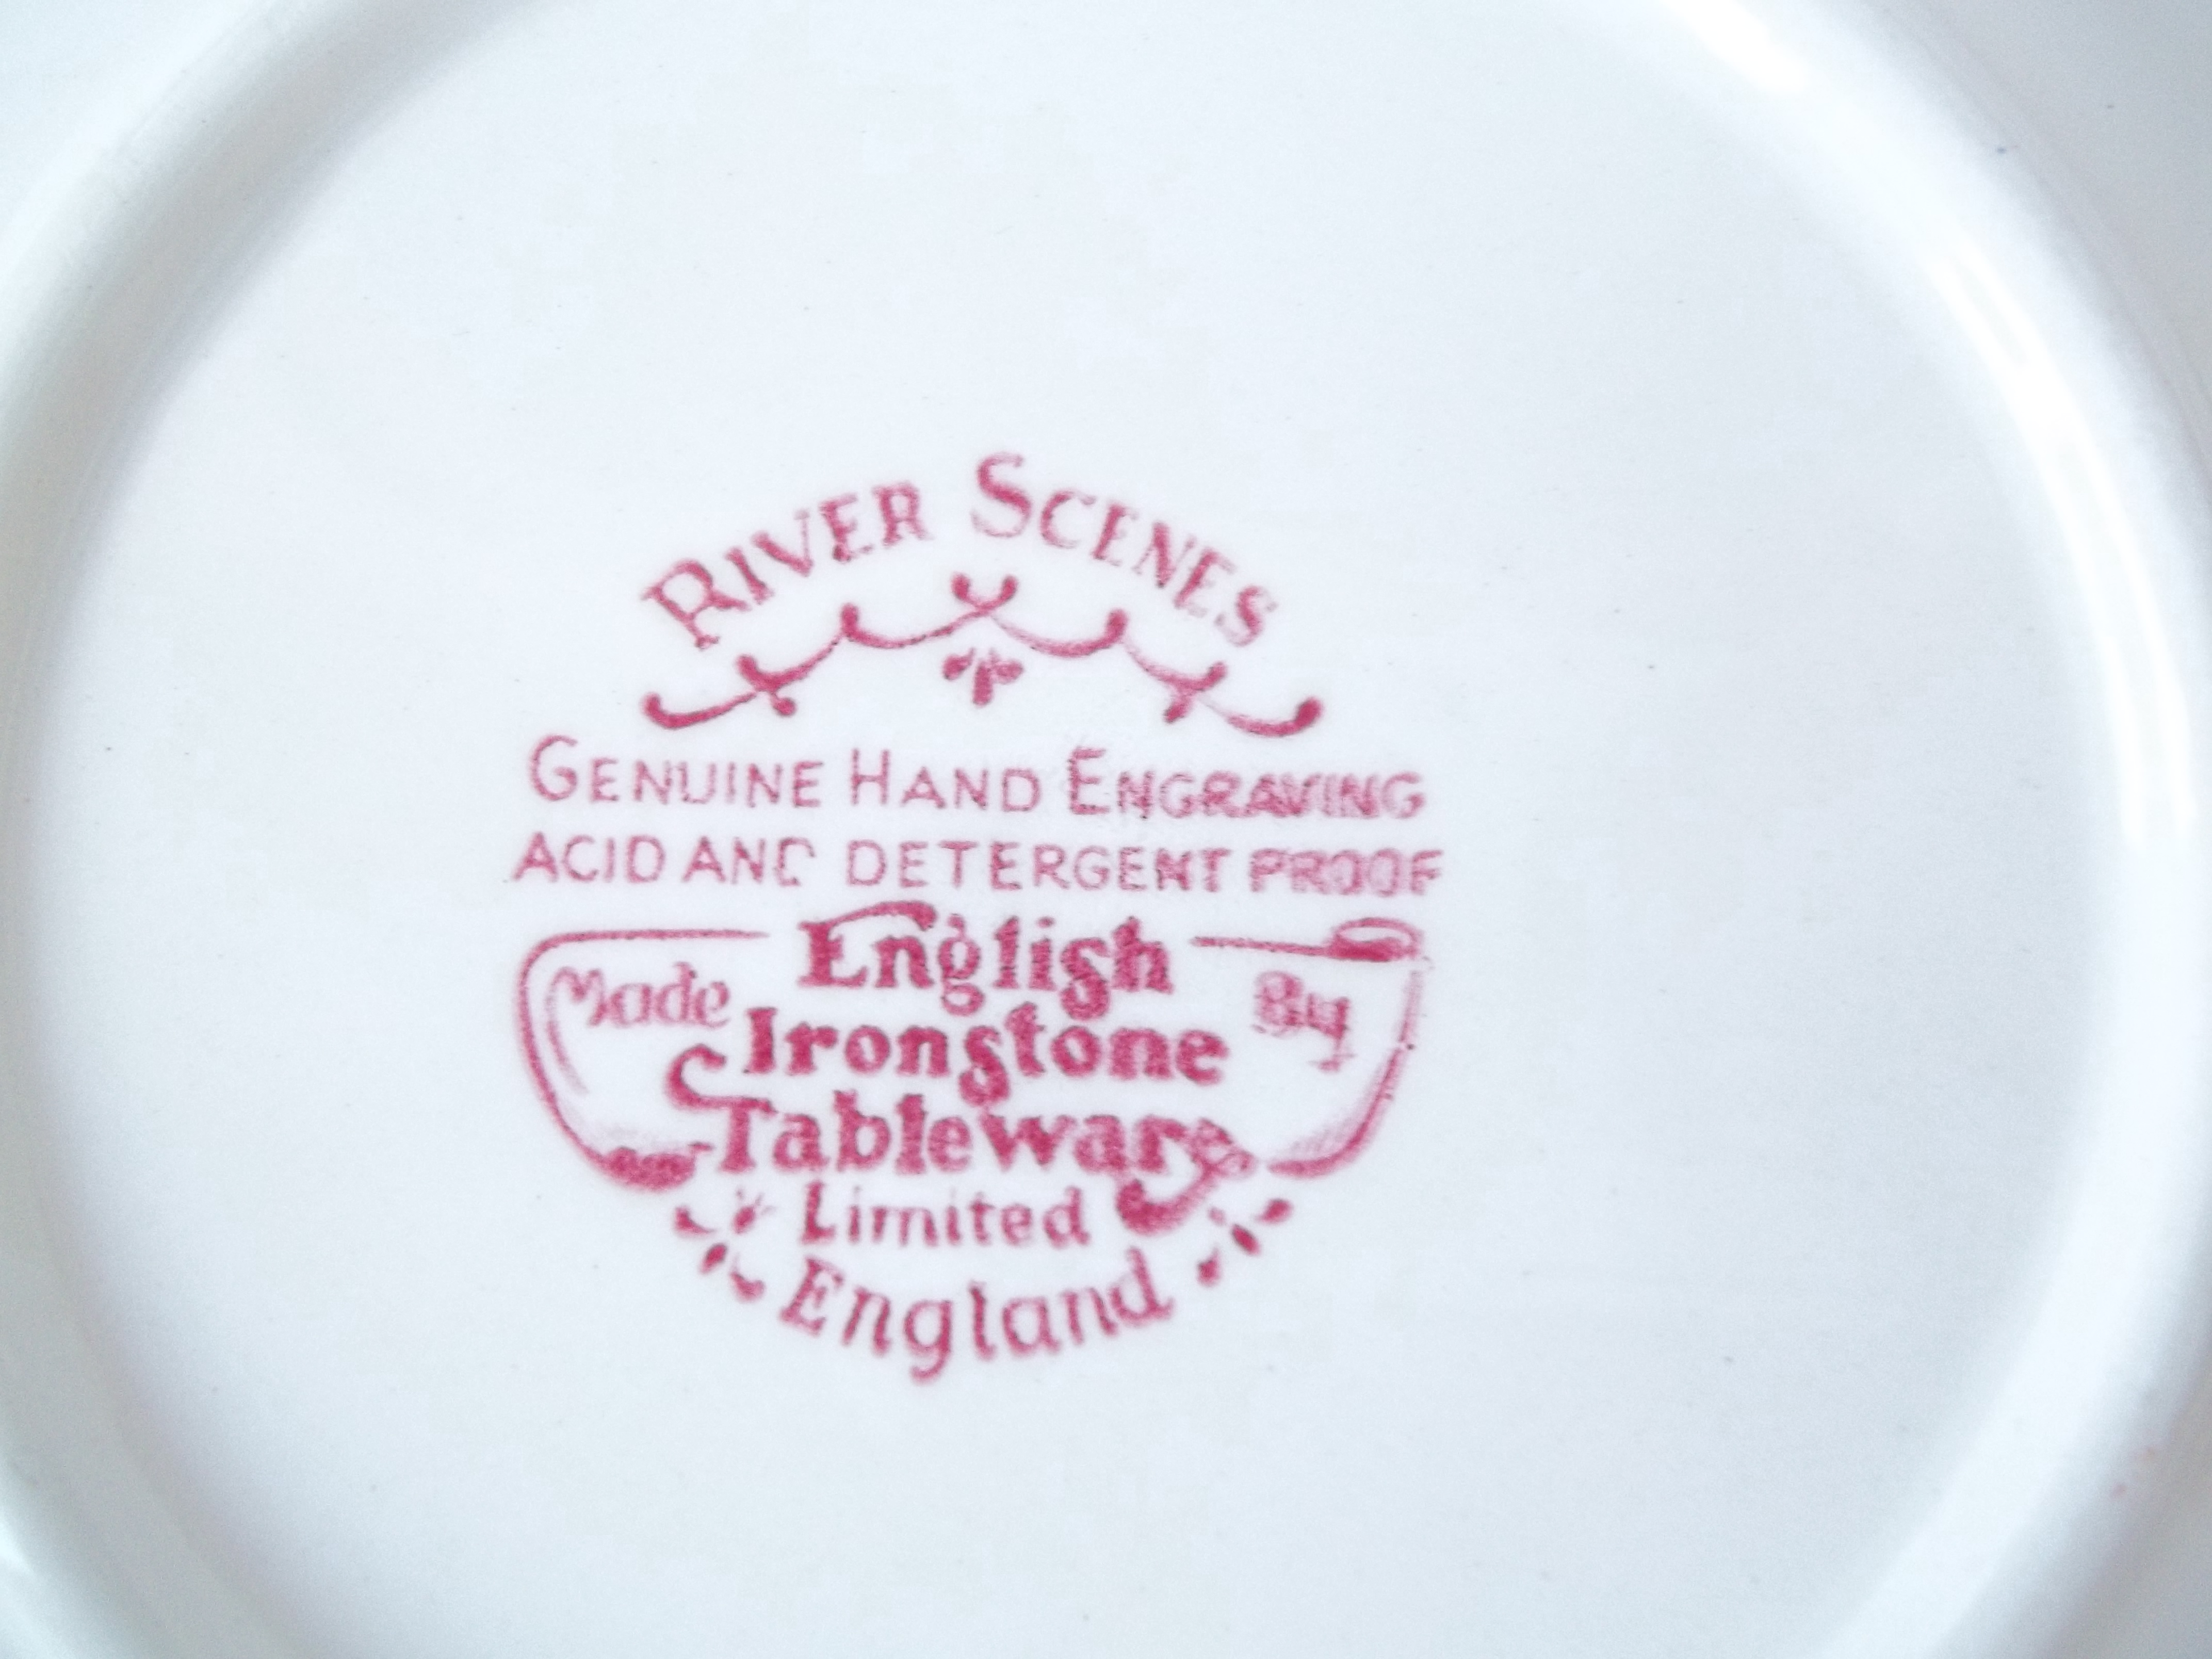 RIVER SCENES
GENUINE HAND ENGRAVING
ACID AND DETERGENT PROOF
Made English By
Ironstone
Tableware
Limited
England